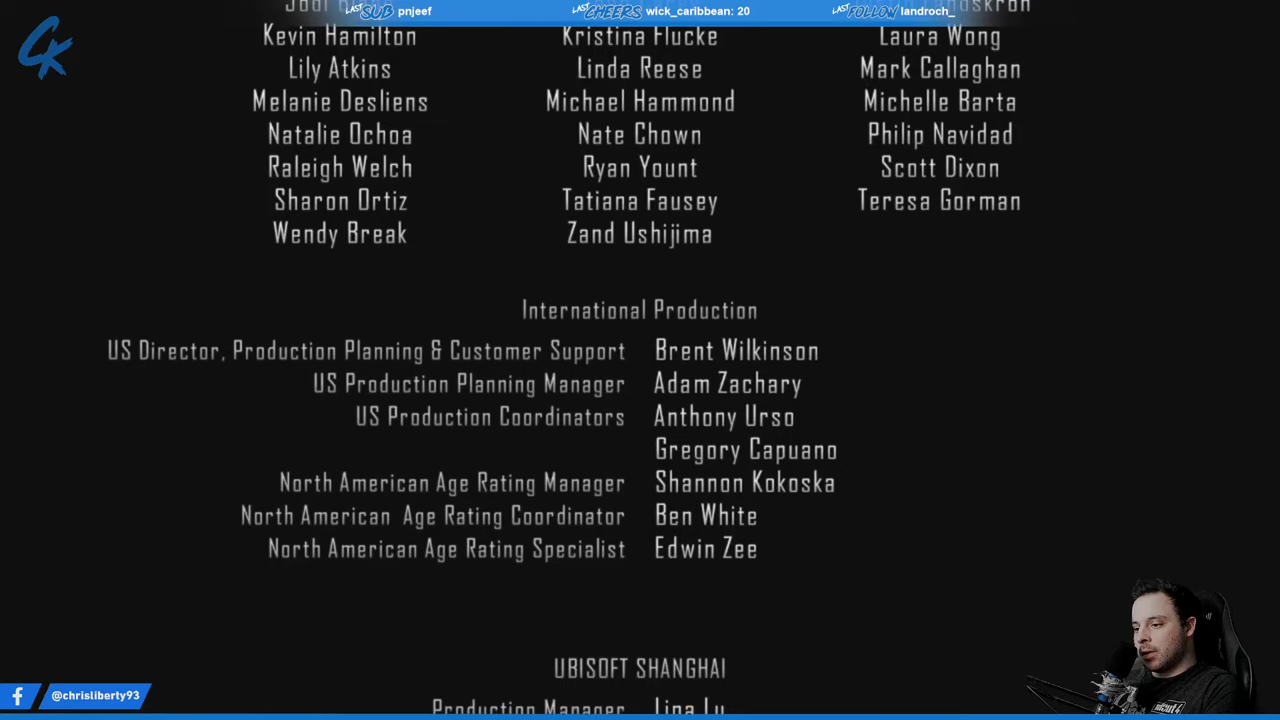 LAST SUB pnjeef
LAST CHEERS wick_caribbean: 20
LAST FOLLOW landroch_
CK
Kevin Hamilton
Kristina Flucke
Laura Wong
Lily Atkins
Linda Reese
Mark Callaghan
Melanie Desliens
Michael Hammond
Michelle Barta
Natalie Ochoa
Nate Chown
Philip Navidad
Raleigh Welch
Ryan Yount
Scott Dixon
Sharon Ortiz
Tatiana Fausey
Teresa Gorman
Wendy Break
Zand Ushijima
International Production
US Director, Production Planning & Customer Support Brent Wilkinson
US Production Planning Manager Adam Zachary
US Production Coordinators Anthony Urso
Gregory Capuano
North American Age Rating Manager Shannon Kokoska
North American Age Rating Coordinator Ben White
North American Age Rating Specialist Edwin Zee
UBISOFT SHANGHAI
Production Manager Lina Lu
f @chrisliberty93